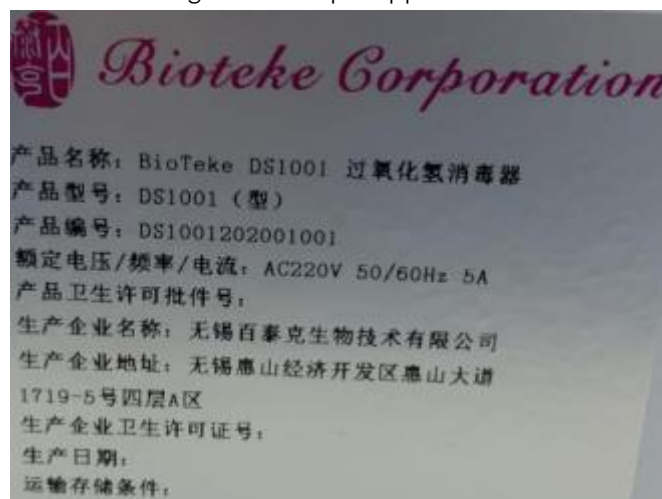 Bioteke Corporation
产品名称：BioTeke DS1001 过氧化氢消毒器
产品型号：DS1001（型）
产品编号：DS1001202001001
额定电压/频率/电流：AC220V 50/60Hz 5A
产品卫生许可批件号：
生产企业名称：无锡百泰克生物技术有限公司
生产企业地址：无锡惠山经济开发区惠山大道
1719-5号四层A区
生产企业卫生许可证号：
生产日期：
运输存储条件：